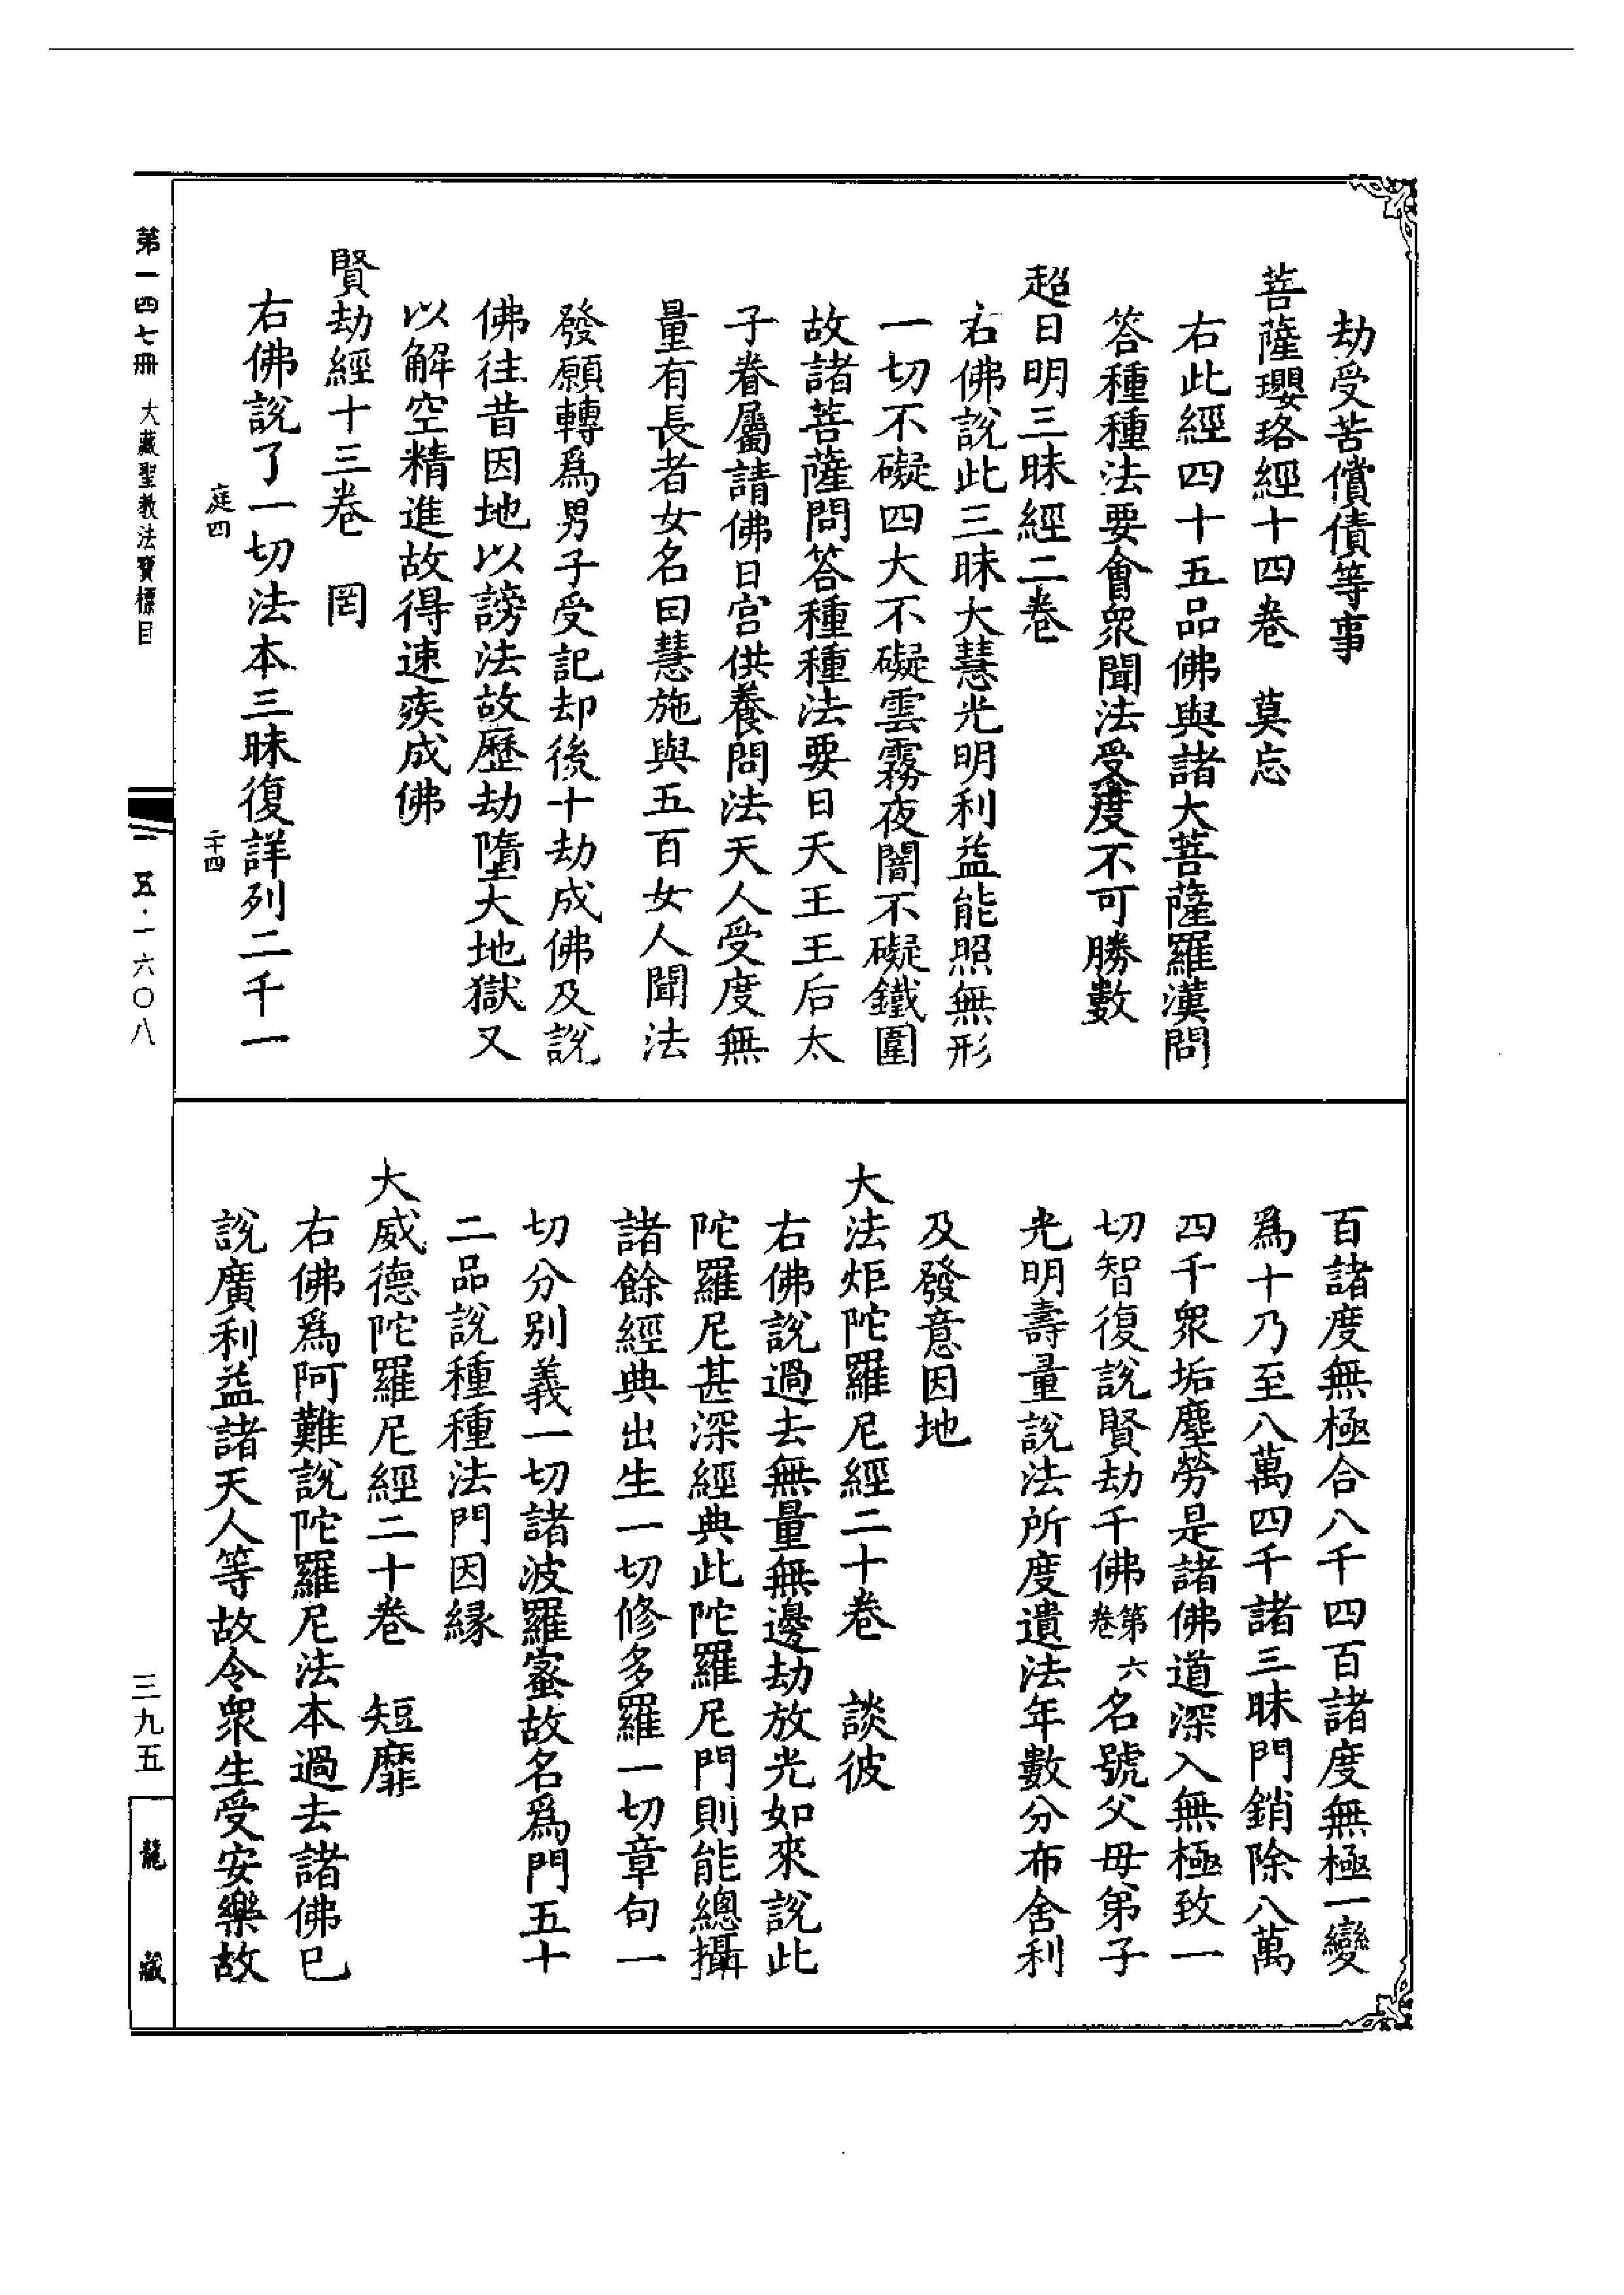 劫受苦償債等事
菩薩瓔珞經十四卷　莫忘
右此經四十五品佛與諸大菩薩羅漢問
答種種法要會衆聞法受度不可勝數
超日明三昧經二卷
右佛說此三昧大慧光明利益能照無形
一切不礙四大不礙雲霧夜闇不礙鐵圍
故諸菩薩問答種種法要日天王王后太
子眷屬請佛日宮供養問法天人受度無
量有長者女名曰慧施與五百女人聞法
發願轉爲男子受記却後十劫成佛及說
佛往昔因地以謗法故歷劫墮大地獄又
以解空精進故得速疾成佛
賢劫經十三卷　罔
右佛說了一切法本三昧復詳列二千一
庭四
二十四
百諸度無極合八千四百諸度無極一變
爲十乃至八萬四千諸三昧門銷除八萬
四千衆垢塵勞是諸佛道深入無極致一
切智復說賢劫千佛第六卷名號父母弟子
光明壽量說法所度遺法年數分布舍利
及發意因地
大法炬陀羅尼經二十卷　談彼
右佛說過去無量無邊劫放光如來說此
陀羅尼甚深經典此陀羅尼門則能總攝
諸餘經典出生一切修多羅一切章句一
切分別義一切諸波羅蜜故名爲門五十
二品說種種法門因緣
大威德陀羅尼經二十卷　短靡
右佛爲阿難說陀羅尼法本過去諸佛已
說廣利益諸天人等故令衆生受安樂故
第一四七冊　大藏聖教法寶標目
一五·一六〇八
三九五
龍藏